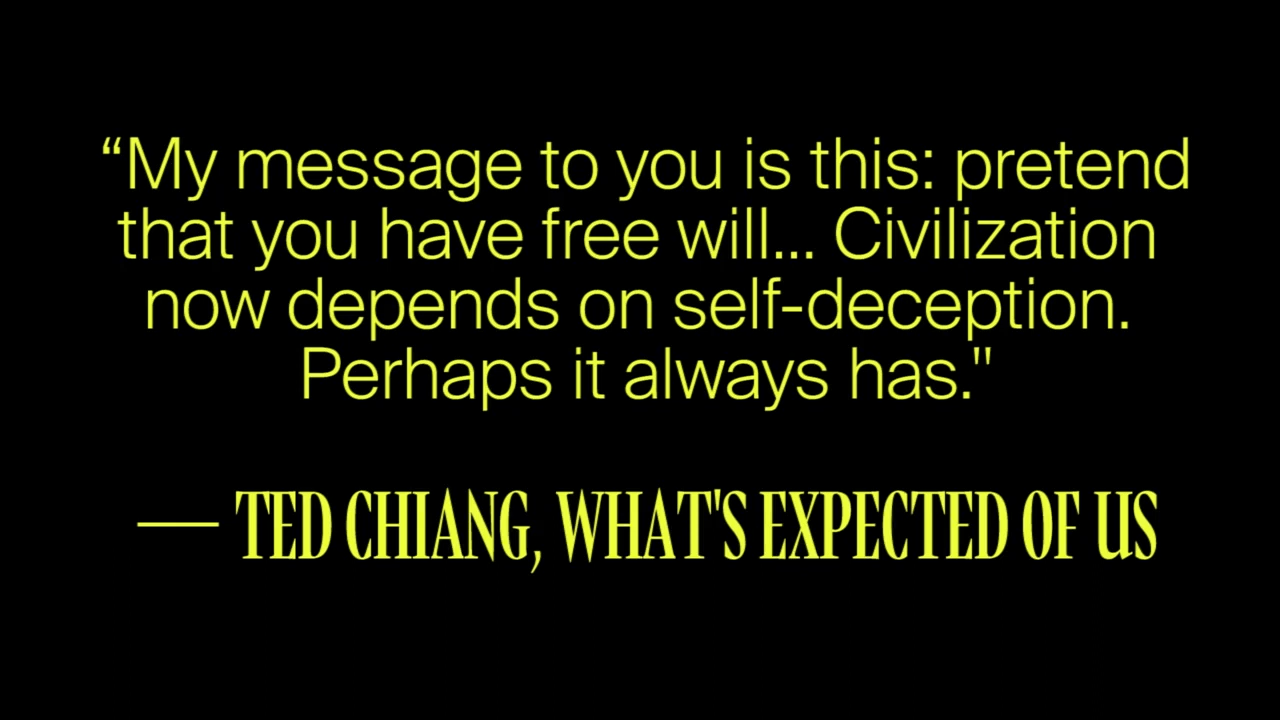 “My message to you is this: pretend
that you have free will... Civilization
now depends on self-deception.
Perhaps it always has."
— TED CHIANG, WHAT'S EXPECTED OF US